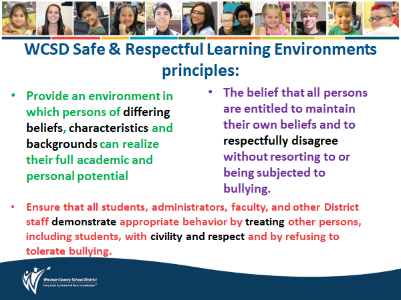 WCSD Safe & Respectful Learning Environments
principles:
• Provide an environment in
which persons of differing
beliefs, characteristics and
backgrounds can realize
their full academic and
personal potential
• The belief that all persons
are entitled to maintain
their own beliefs and to
respectfully disagree
without resorting to or
being subjected to
bullying.
• Ensure that all students, administrators, faculty, and other District
staff demonstrate appropriate behavior by treating other persons,
including students, with civility and respect and by refusing to
tolerate bullying.
Washoe County School District